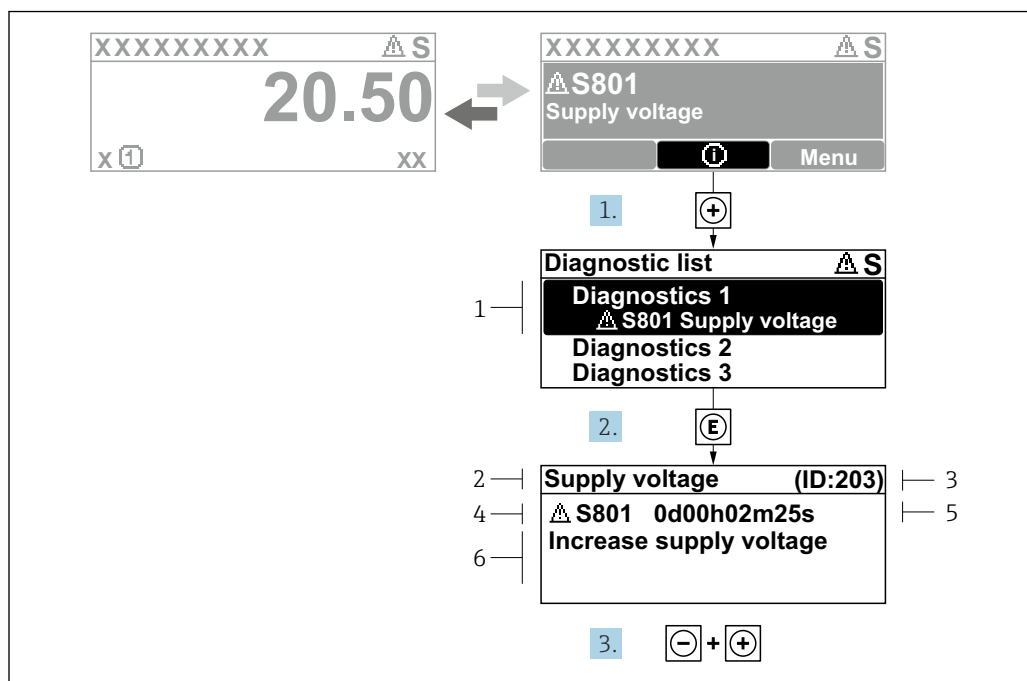 XXXXXXXXX ⚠ S
20.50
X ① XX
XXXXXXXXX ⚠ S
⚠ S801
Supply voltage
ⓘ Menu
1. +
Diagnostic list ⚠ S
1
Diagnostics 1
⚠ S801 Supply voltage
Diagnostics 2
Diagnostics 3
2. E
2 Supply voltage (ID:203) 3
4 ⚠ S801 0d00h02m25s 5
6 Increase supply voltage
3. - + +